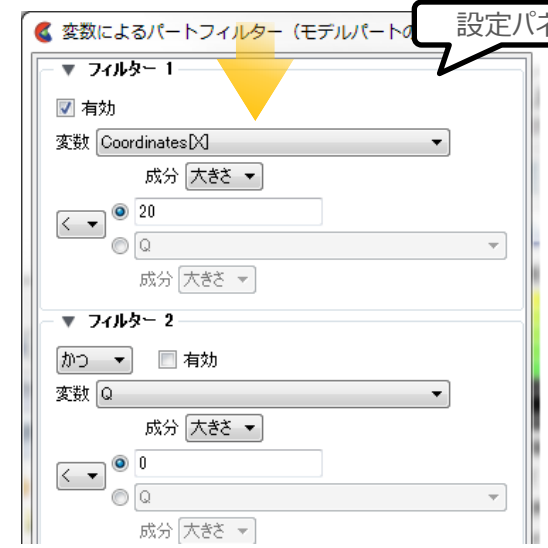 変数によるパートフィルター（モデルパートの
設定パネ
▼ フィルター 1
有効
変数 Coordinates[X]
成分 大きさ
< 20
Q
成分 大きさ
▼ フィルター 2
かつ 有効
変数 Q
成分 大きさ
< 0
Q
成分 大きさ